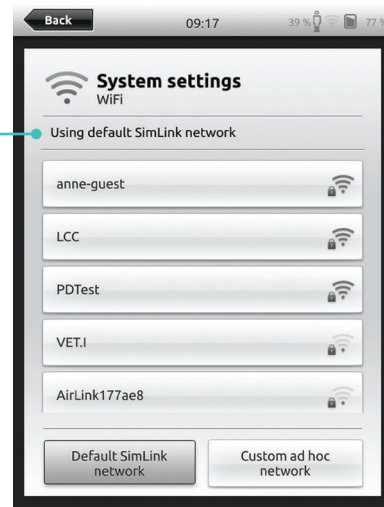 Back 09:17 39 % 77 %
System settings
WiFi
Using default SimLink network
anne-guest
LCC
PDTest
VET.I
AirLink177ae8
Default SimLink Custom ad hoc
network network